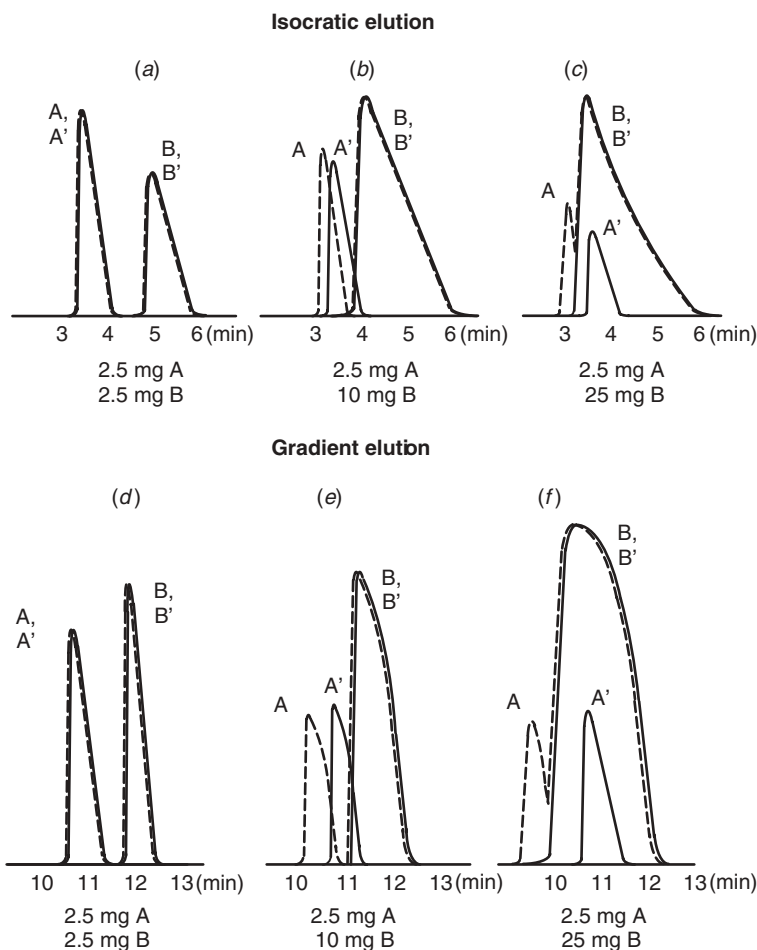 Isocratic elution
(a)
(b)
(c)
A,
A'
B,
B'
A
A'
B,
B'
A
A'
B,
B'
3 4 5 6 (min)
3 4 5 6 (min)
3 4 5 6 (min)
2.5 mg A
2.5 mg B
2.5 mg A
10 mg B
2.5 mg A
25 mg B
Gradient elution
(d)
(e)
(f)
A,
A'
B,
B'
A
A'
B,
B'
A
A'
B,
B'
10 11 12 13 (min)
10 11 12 13 (min)
10 11 12 13 (min)
2.5 mg A
2.5 mg B
2.5 mg A
10 mg B
2.5 mg A
25 mg B